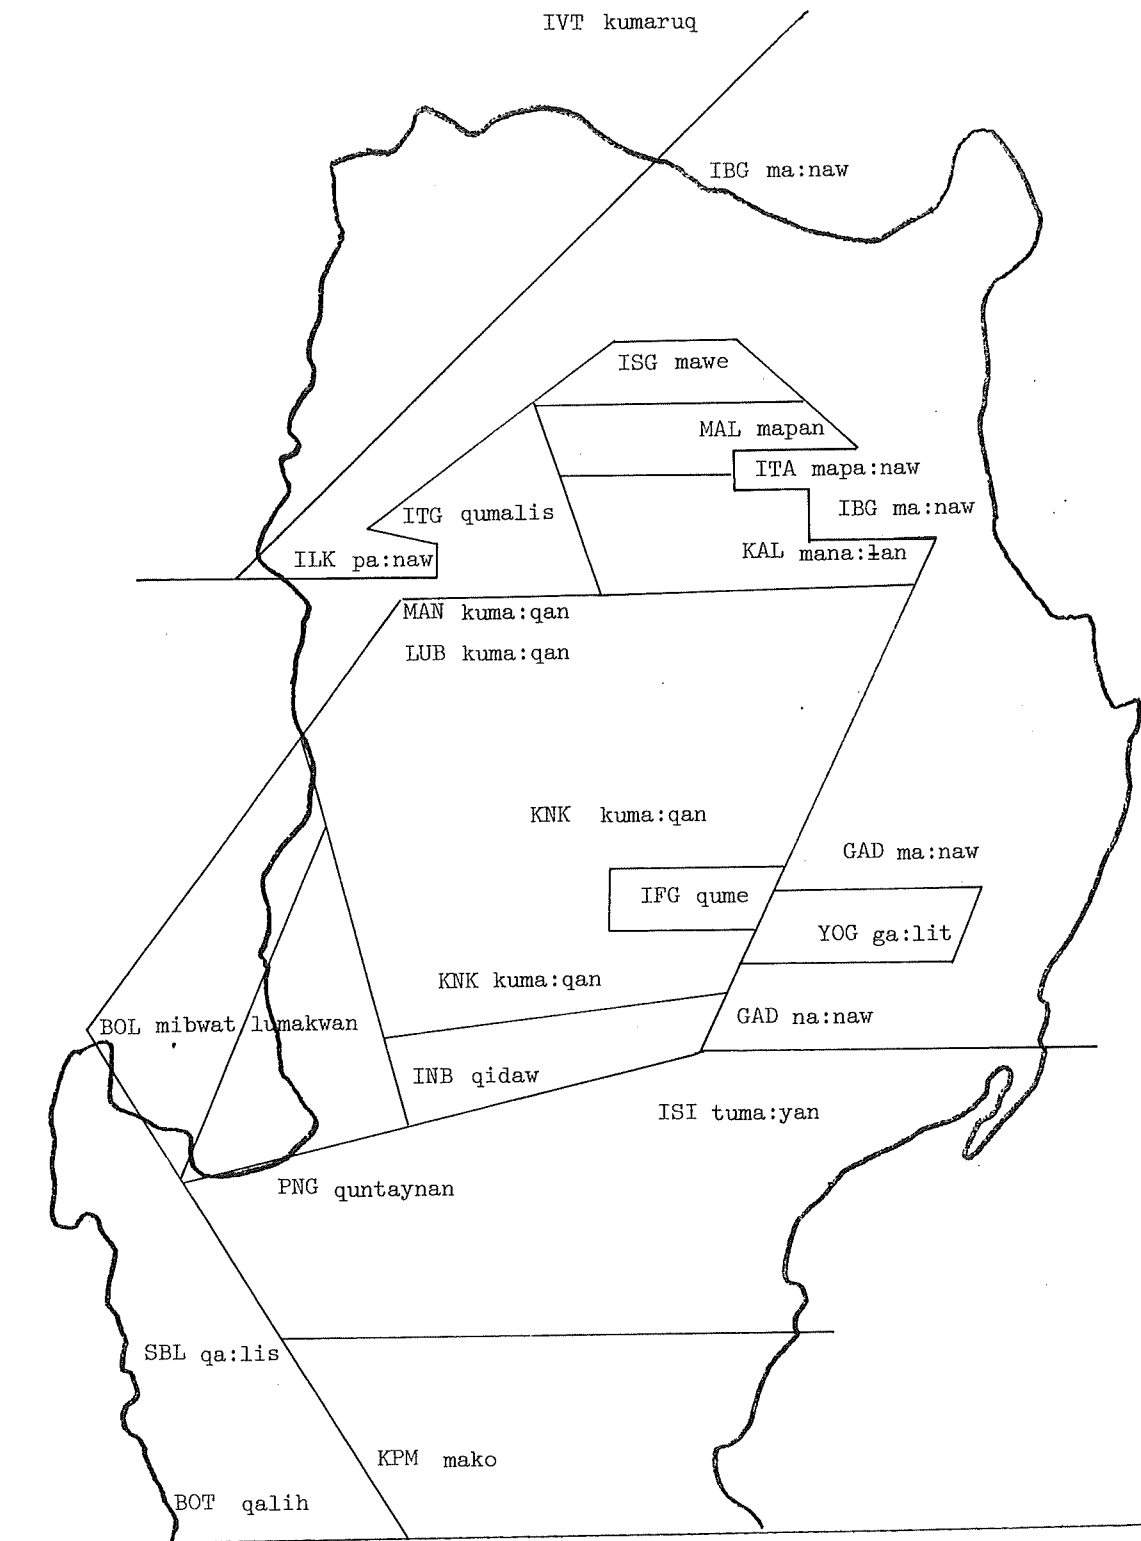 IVT kumaruq
IBG ma:naw
ISG mawe
MAL mapan
ITA mapa:naw
IBG ma:naw
ITG qumalis
KAL mana:łan
ILK pa:naw
MAN kuma:qan
LUB kuma:qan
KNK kuma:qan
GAD ma:naw
IFG qume
YOG ga:lit
KNK kuma:qan
GAD na:naw
BOL mibwat lumakwan
INB qidaw
ISI tuma:yan
PNG quntaynan
SBL qa:lis
KPM mako
BOT qalih